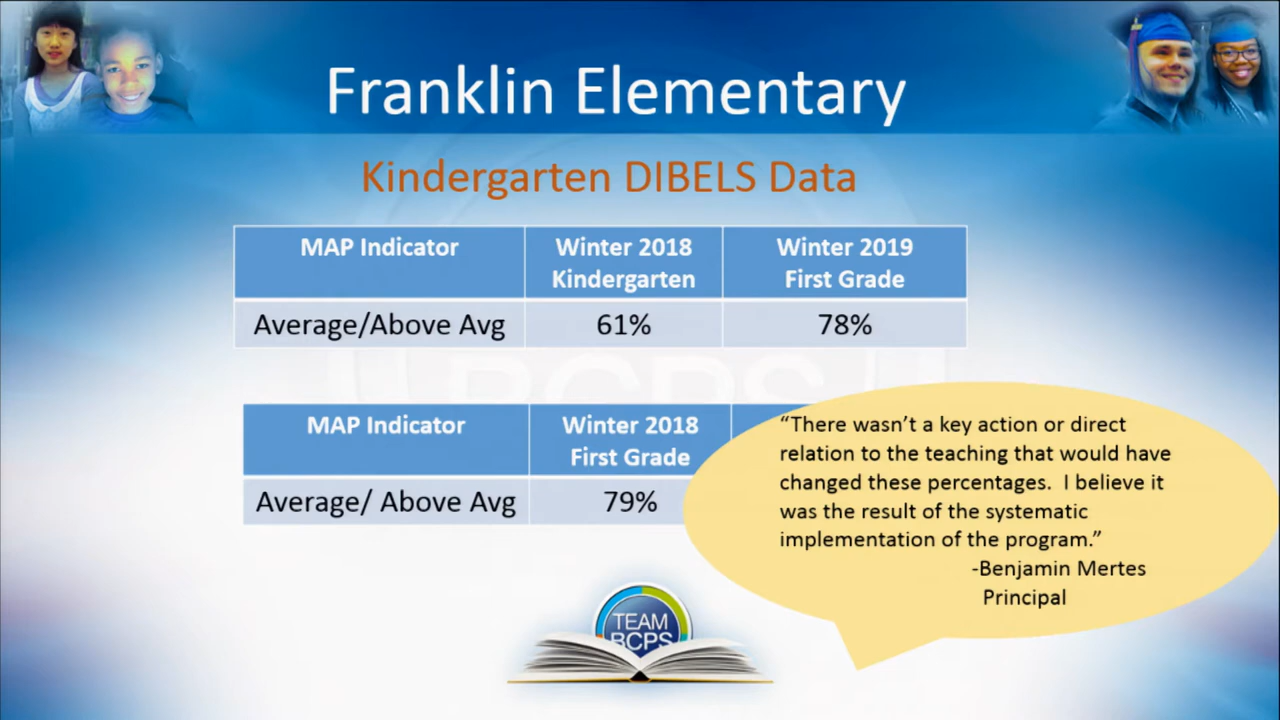 Franklin Elementary
Kindergarten DIBELS Data
MAP Indicator Winter 2018 Kindergarten Winter 2019 First Grade
Average/Above Avg 61% 78%
MAP Indicator Winter 2018 First Grade
Average/ Above Avg 79%
“There wasn’t a key action or direct
relation to the teaching that would have
changed these percentages. I believe it
was the result of the systematic
implementation of the program.”
-Benjamin Mertes
Principal
TEAM
BCPS